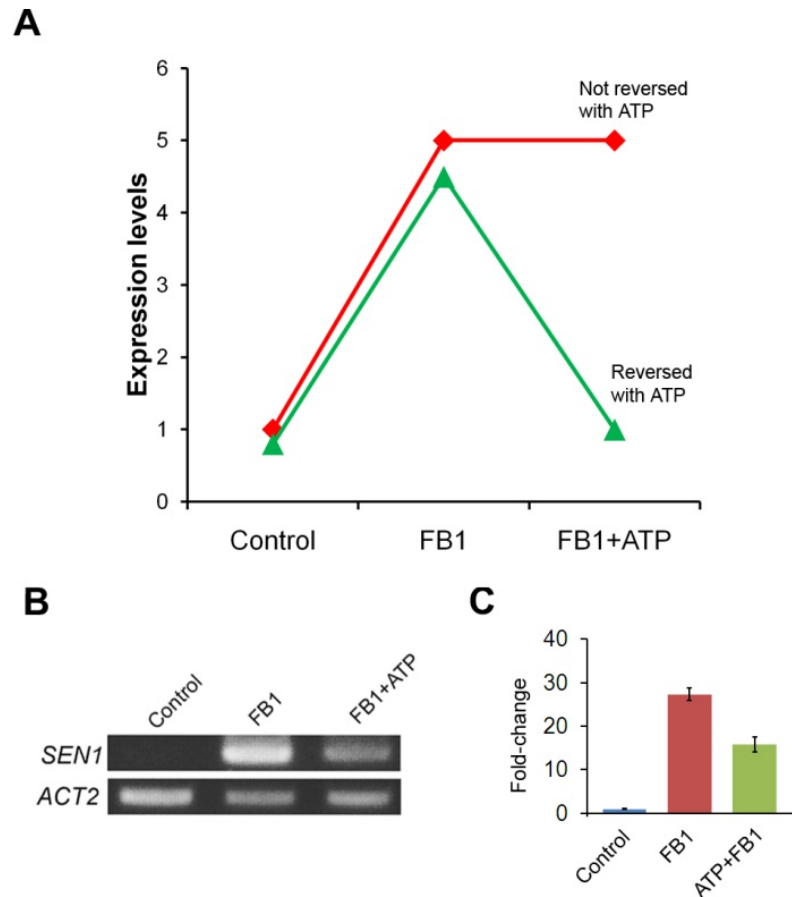 A
6
5
4
3
2
1
0
Expression levels
Not reversed
with ATP
Reversed
with ATP
Control
FB1
FB1+ATP
B
Control
FB1
FB1+ATP
SEN1
ACT2
C
40
30
20
10
0
Fold-change
Control
FB1
ATP+FB1